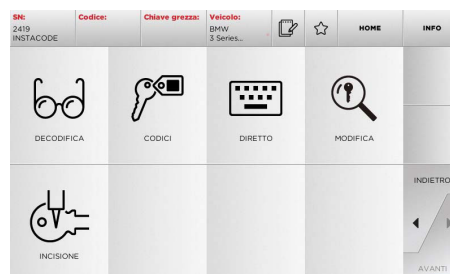 SN:
2419
INSTACODE
Codice:
Chiave grezza:
Veicolo:
BMW
3 Series...
HOME
INFO
DECODIFICA
CODICI
DIRETTO
MODIFICA
INCISIONE
INDIETRO
AVANTI